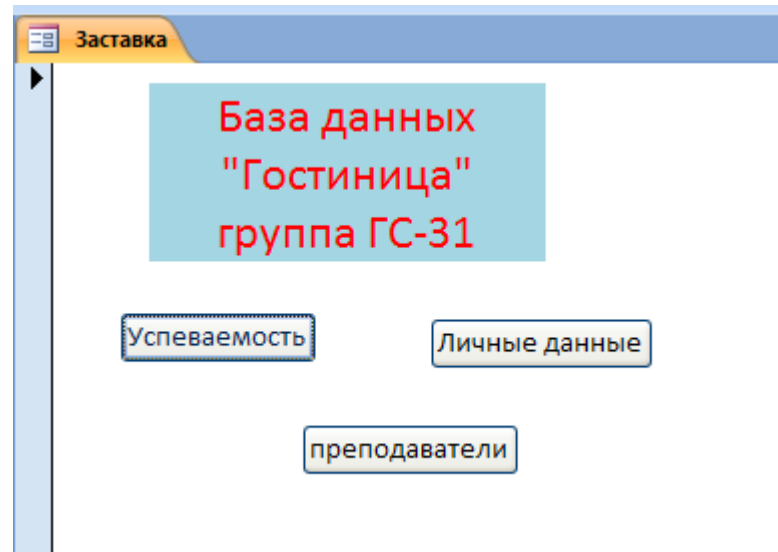 Заставка
База данных
"Гостиница"
группа ГС-31
Успеваемость
Личные данные
преподаватели